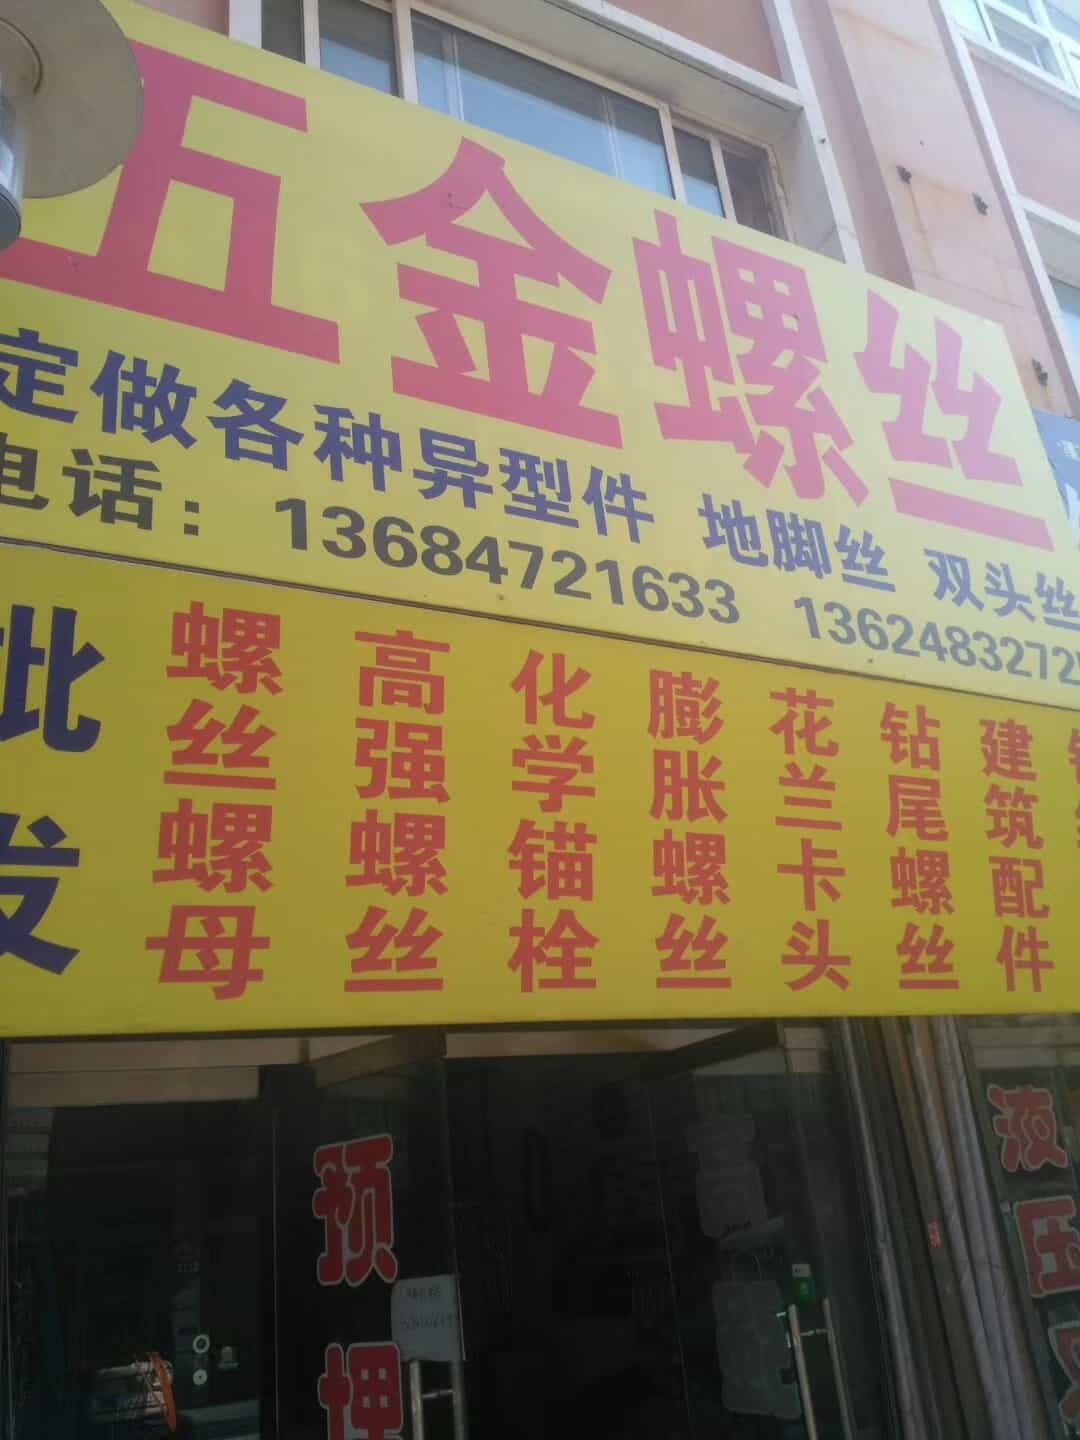 五金螺丝
定做各种异型件 地脚丝 双头丝
电话：13684721633 1362483272
批发
螺丝螺母
高强螺丝
化学锚栓
膨胀螺丝
花兰卡头
钻尾螺丝
建筑配件
预埋
液压